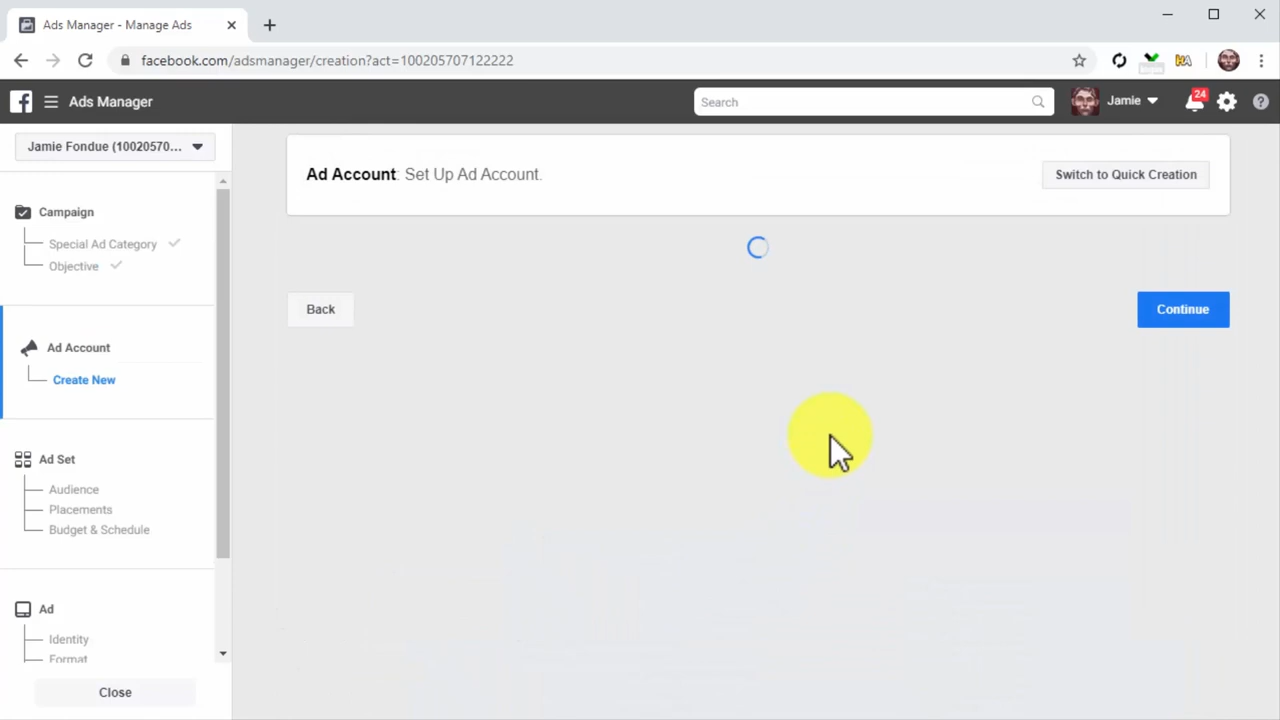 Ads Manager - Manage Ads
facebook.com/adsmanager/creation?act=100205707122222
HA
Ads Manager
Search
Jamie
24
Jamie Fondue (10020570...
Ad Account: Set Up Ad Account.
Switch to Quick Creation
Campaign
Special Ad Category
Objective
Back
Continue
Ad Account
Create New
Ad Set
Audience
Placements
Budget & Schedule
Ad
Identity
Format
Close